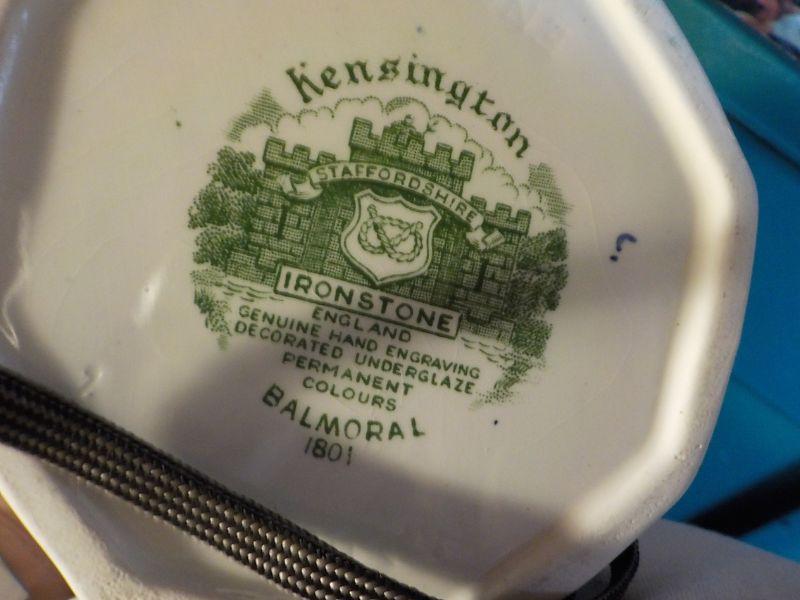 Kensington
STAFFORDSHIRE
IRONSTONE
ENGLAND
GENUINE HAND ENGRAVING
DECORATED UNDERGLAZE
PERMANENT
COLOURS
BALMORAL
1801